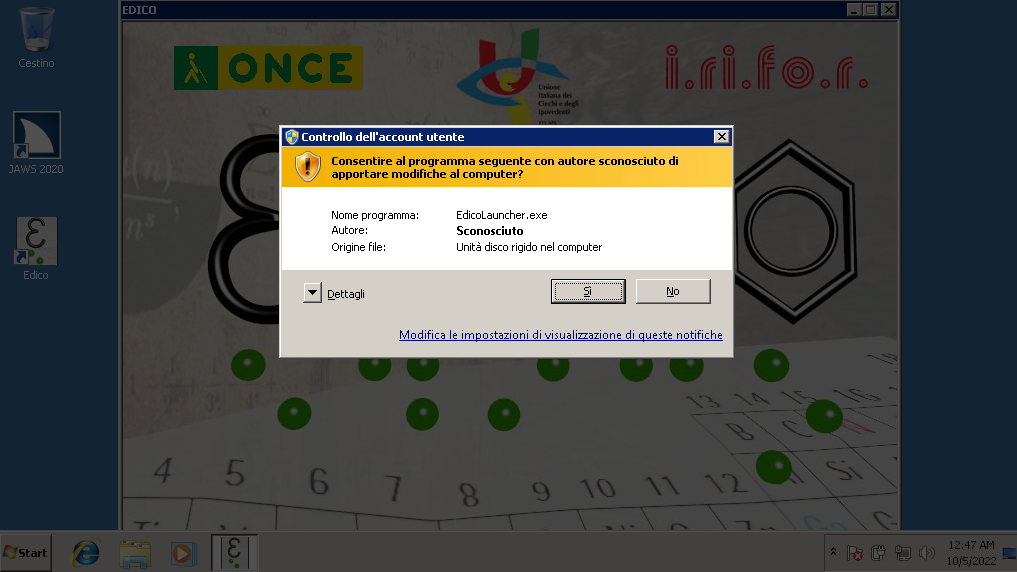 EDICO
Cestino
ONCE
Unione
Italiana dei
Ciechi e degli
Ipovedenti
i.ri.fo.r.
JAWS 2020
Edico
Controllo dell'account utente
Consentire al programma seguente con autore sconosciuto di
apportare modifiche al computer?
Nome programma: EdicoLauncher.exe
Autore: Sconosciuto
Origine file: Unità disco rigido nel computer
Dettagli
Sì
No
Modifica le impostazioni di visualizzazione di queste notifiche
13 14 15 16
B C
4 5 6 7 8 9 10 11 12
Si
Start
12:47 AM
10/5/2022